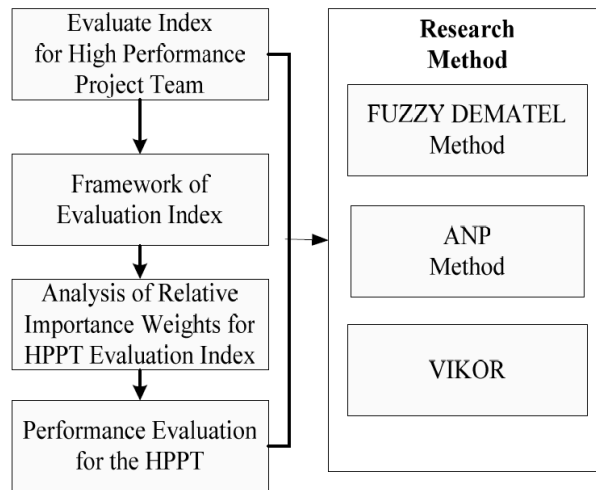 Evaluate Index
for High Performance
Project Team
Framework of
Evaluation Index
Analysis of Relative
Importance Weights for
HPPT Evaluation Index
Performance Evaluation
for the HPPT
Research
Method
FUZZY DEMATEL
Method
ANP
Method
VIKOR